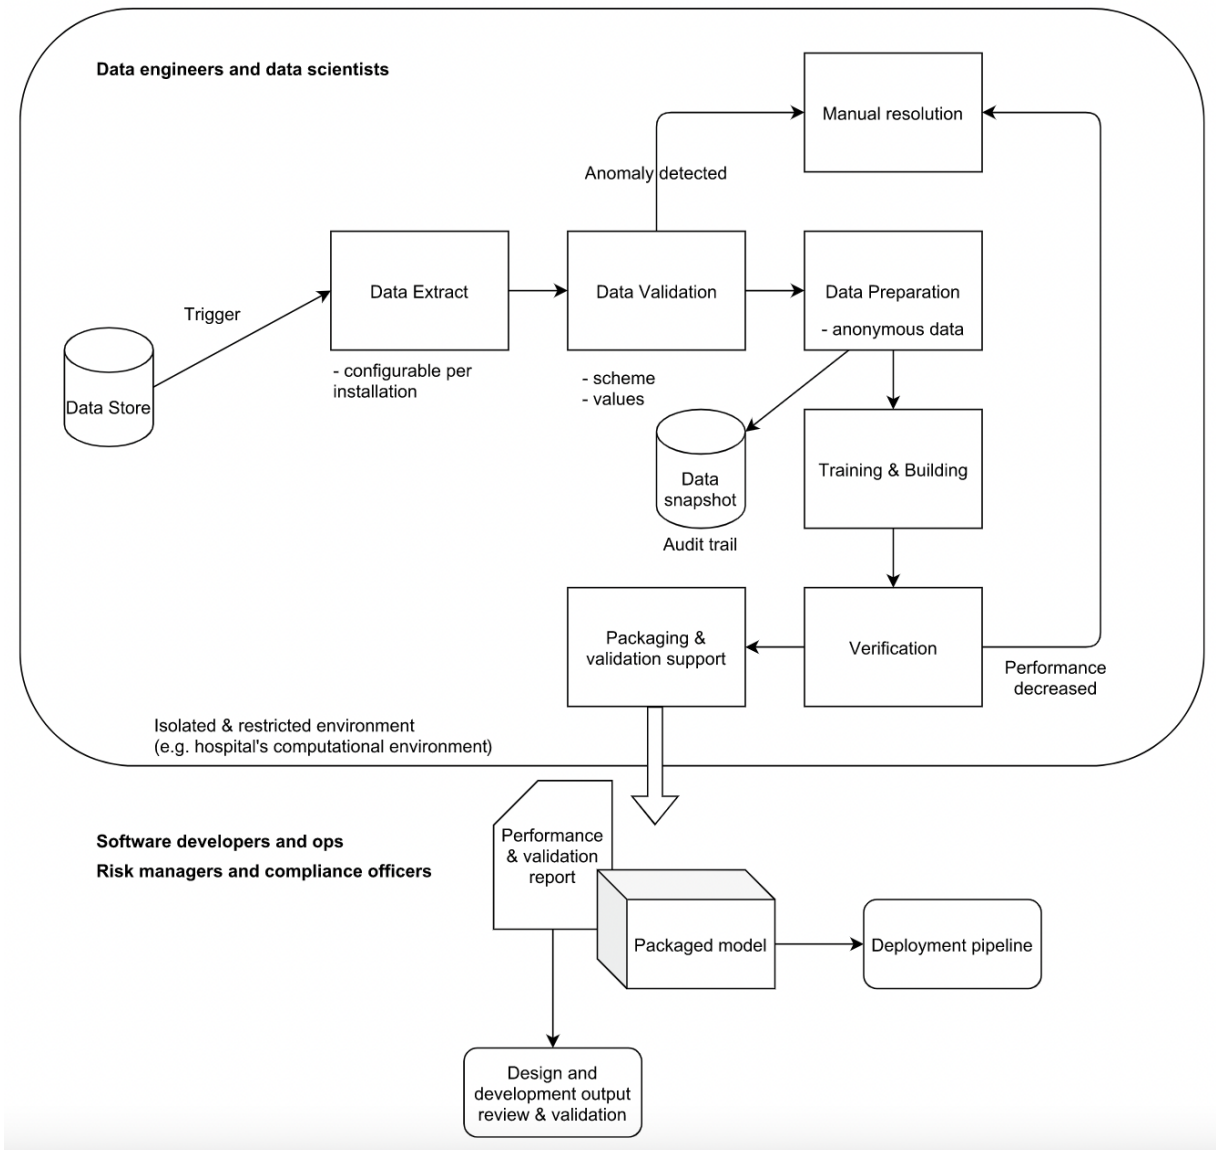 Data engineers and data scientists
Manual resolution
Anomaly detected
Trigger
Data Extract
Data Validation
Data Preparation
- anonymous data
- configurable per
installation
- scheme
- values
Data Store
Data
snapshot
Audit trail
Training & Building
Packaging &
validation support
Verification
Performance
decreased
Isolated & restricted environment
(e.g. hospital's computational environment)
Software developers and ops
Risk managers and compliance officers
Performance
& validation
report
Packaged model
Deployment pipeline
Design and
development output
review & validation